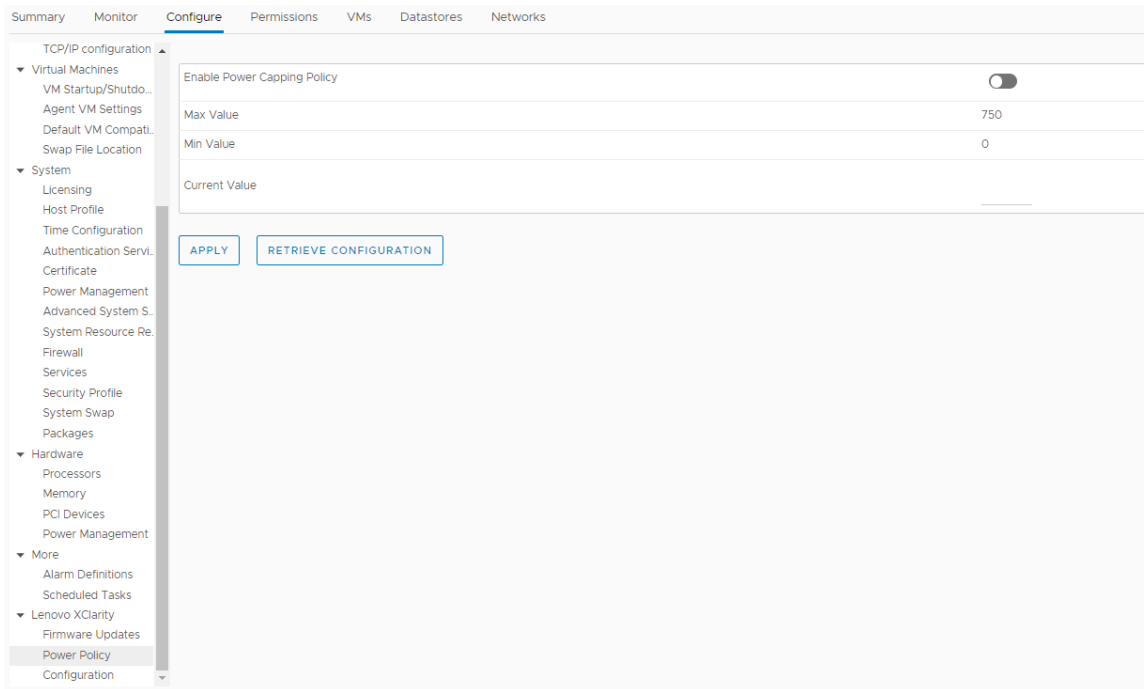 Summary Monitor Configure Permissions VMs Datastores Networks
TCP/IP configuration
Virtual Machines
VM Startup/Shutdo...
Agent VM Settings
Default VM Compati..
Swap File Location
System
Licensing
Host Profile
Time Configuration
Authentication Servi..
Certificate
Power Management
Advanced System S..
System Resource Re.
Firewall
Services
Security Profile
System Swap
Packages
Hardware
Processors
Memory
PCI Devices
Power Management
More
Alarm Definitions
Scheduled Tasks
Lenovo XClarity
Firmware Updates
Power Policy
Configuration
Enable Power Capping Policy
Max Value 750
Min Value 0
Current Value
APPLY RETRIEVE CONFIGURATION